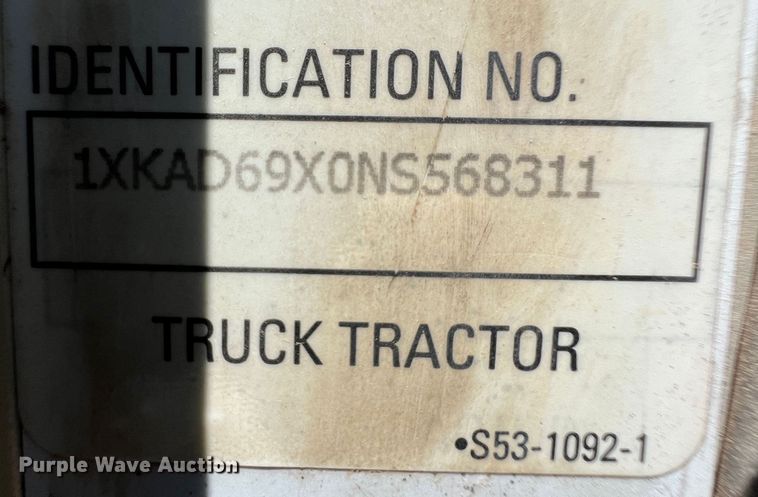 IDENTIFICATION NO.
1XKAD69X0NS568311
TRUCK TRACTOR
•S53-1092-1
Purple Wave Auction